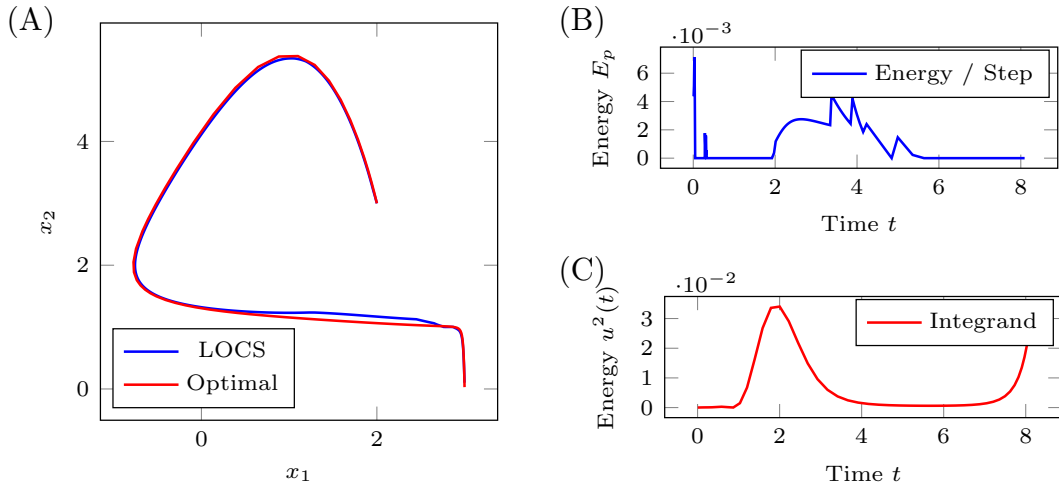 (A)
4
2
0
x₂
LOCS
Optimal
0
2
x₁
(B)
·10⁻³
Energy Eₚ
6
4
2
0
Energy / Step
0
2
4
6
8
Time t
(C)
·10⁻²
Energy u²(t)
3
2
1
0
Integrand
0
2
4
6
8
Time t